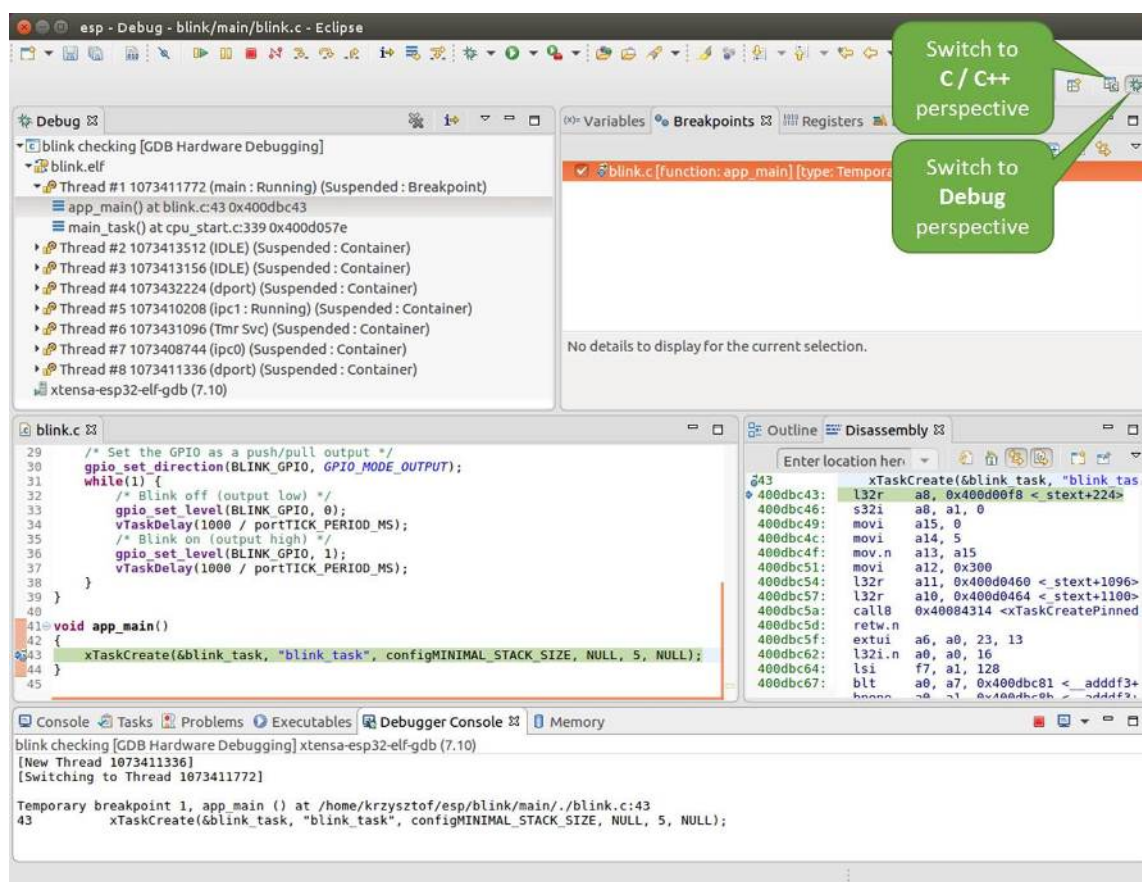 esp - Debug - blink/main/blink.c - Eclipse
Switch to
C / C++
perspective
Debug
(x)= Variables Breakpoints Registers
blink checking [GDB Hardware Debugging]
blink.elf
Thread #1 1073411772 (main : Running) (Suspended : Breakpoint)
app_main() at blink.c:43 0x400dbc43
main_task() at cpu_start.c:339 0x400d057e
Thread #2 1073413512 (IDLE) (Suspended : Container)
Thread #3 1073413156 (IDLE) (Suspended : Container)
Thread #4 1073432224 (dport) (Suspended : Container)
Thread #5 1073410208 (ipc1 : Running) (Suspended : Container)
Thread #6 1073431096 (Tmr Svc) (Suspended : Container)
Thread #7 1073408744 (ipc0) (Suspended : Container)
Thread #8 1073411336 (dport) (Suspended : Container)
xtensa-esp32-elf-gdb (7.10)
blink.c [function: app_main] [type: Tempora
Switch to
Debug
perspective
No details to display for the current selection.
blink.c
29 /* Set the GPIO as a push/pull output */
30 gpio_set_direction(BLINK_GPIO, GPIO_MODE_OUTPUT);
31 while(1) {
32 /* Blink off (output low) */
33 gpio_set_level(BLINK_GPIO, 0);
34 vTaskDelay(1000 / portTICK_PERIOD_MS);
35 /* Blink on (output high) */
36 gpio_set_level(BLINK_GPIO, 1);
37 vTaskDelay(1000 / portTICK_PERIOD_MS);
38 }
39 }
40
41 void app_main()
42 {
43 xTaskCreate(&blink_task, "blink_task", configMINIMAL_STACK_SIZE, NULL, 5, NULL);
44 }
45
Outline Disassembly
Enter location her
43 xTaskCreate(&blink_task, "blink_tas
400dbc43: l32r a8, 0x400d00f8 <_stext+224>
400dbc46: s32i a8, a1, 0
400dbc49: movi a15, 0
400dbc4c: movi a14, 5
400dbc4f: mov.n a13, a15
400dbc51: movi a12, 0x300
400dbc54: l32r a11, 0x400d0460 <_stext+1096>
400dbc57: l32r a10, 0x400d0464 <_stext+1100>
400dbc5a: call8 0x40084314 <xTaskCreatePinned
400dbc5d: retw.n
400dbc5f: extui a6, a0, 23, 13
400dbc62: l32i.n a0, a0, 16
400dbc64: lsi f7, a1, 128
400dbc67: blt a0, a7, 0x400dbc81 <__adddf3+
Console Tasks Problems Executables Debugger Console Memory
blink checking [GDB Hardware Debugging] xtensa-esp32-elf-gdb (7.10)
[New Thread 1073411336]
[Switching to Thread 1073411772]
Temporary breakpoint 1, app_main () at /home/krzysztof/esp/blink/main/./blink.c:43
43 xTaskCreate(&blink_task, "blink_task", configMINIMAL_STACK_SIZE, NULL, 5, NULL);